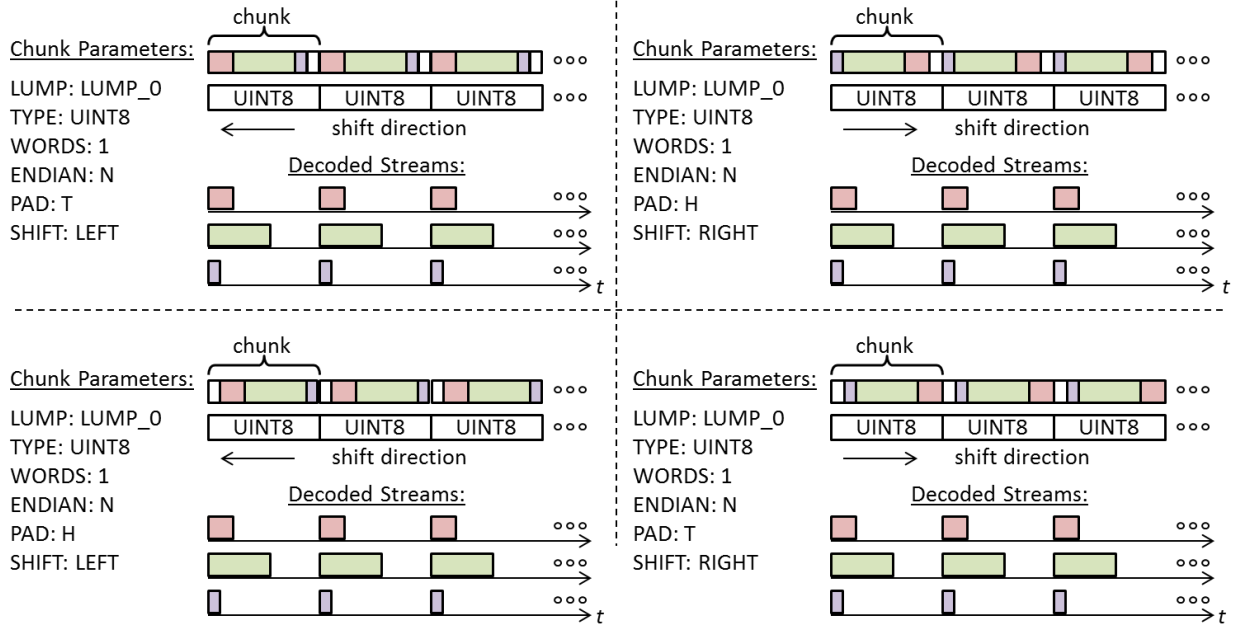 chunk
Chunk Parameters:
LUMP: LUMP_0
TYPE: UINT8
WORDS: 1
ENDIAN: N
PAD: T
SHIFT: LEFT
UINT8 UINT8 UINT8
shift direction
Decoded Streams:
t
chunk
Chunk Parameters:
LUMP: LUMP_0
TYPE: UINT8
WORDS: 1
ENDIAN: N
PAD: H
SHIFT: RIGHT
UINT8 UINT8 UINT8
shift direction
Decoded Streams:
t
chunk
Chunk Parameters:
LUMP: LUMP_0
TYPE: UINT8
WORDS: 1
ENDIAN: N
PAD: H
SHIFT: LEFT
UINT8 UINT8 UINT8
shift direction
Decoded Streams:
t
chunk
Chunk Parameters:
LUMP: LUMP_0
TYPE: UINT8
WORDS: 1
ENDIAN: N
PAD: T
SHIFT: RIGHT
UINT8 UINT8 UINT8
shift direction
Decoded Streams:
t